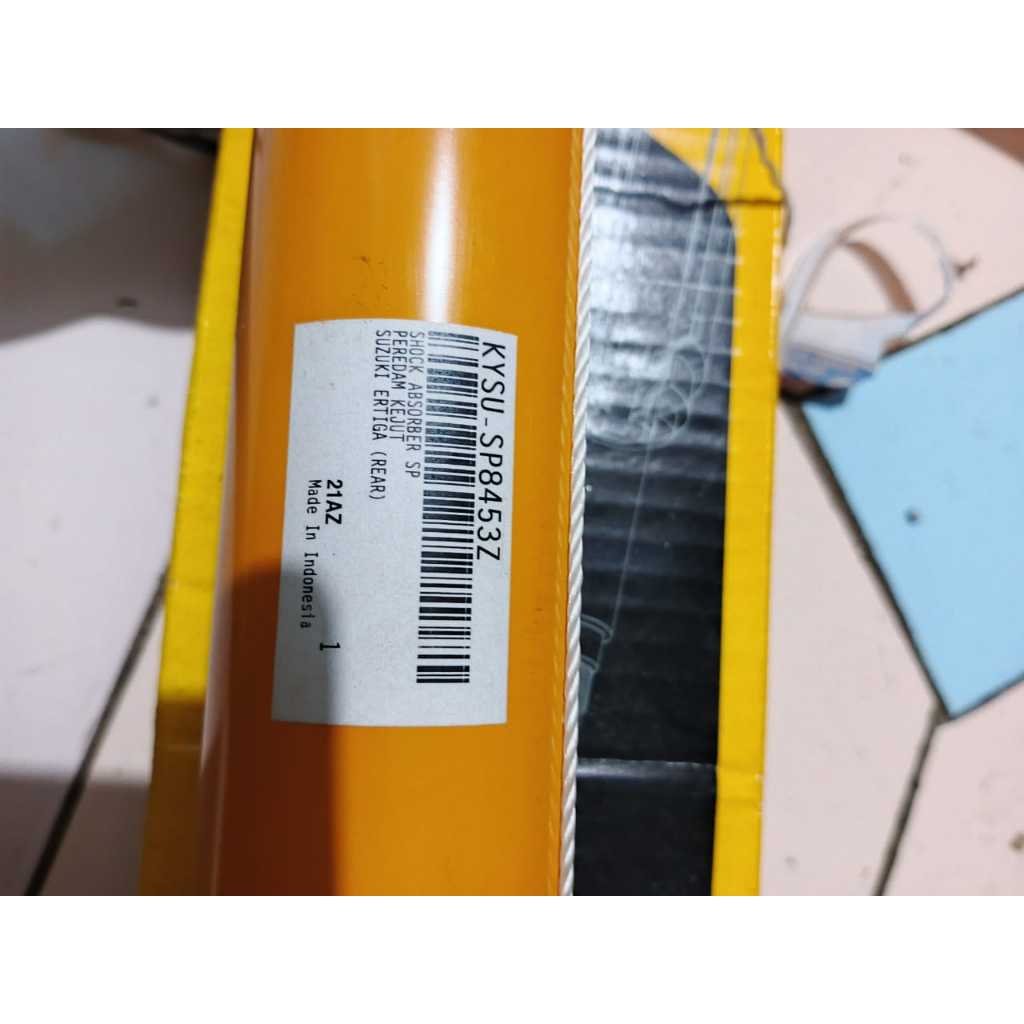 KYSU-SP8453Z
SHOCK ABSORBER SP
PEREDAM KEJUT
SUZUKI ERTIGA (REAR)
21AZ 1
Made In Indonesia